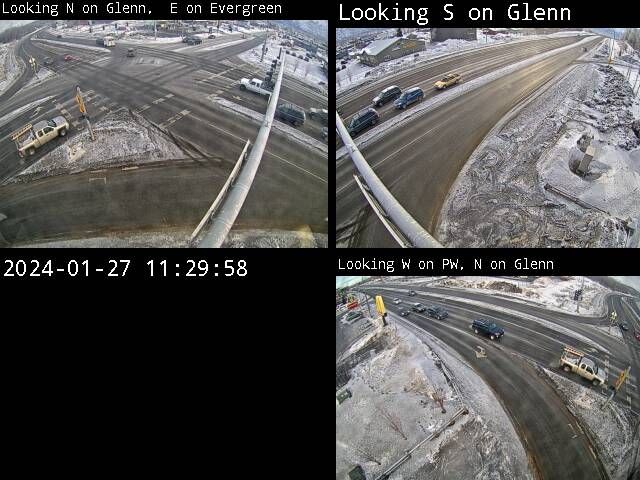 Looking N on Glenn,  E on Evergreen
Looking S on Glenn
2024-01-27 11:29:58
Looking W on PW, N on Glenn